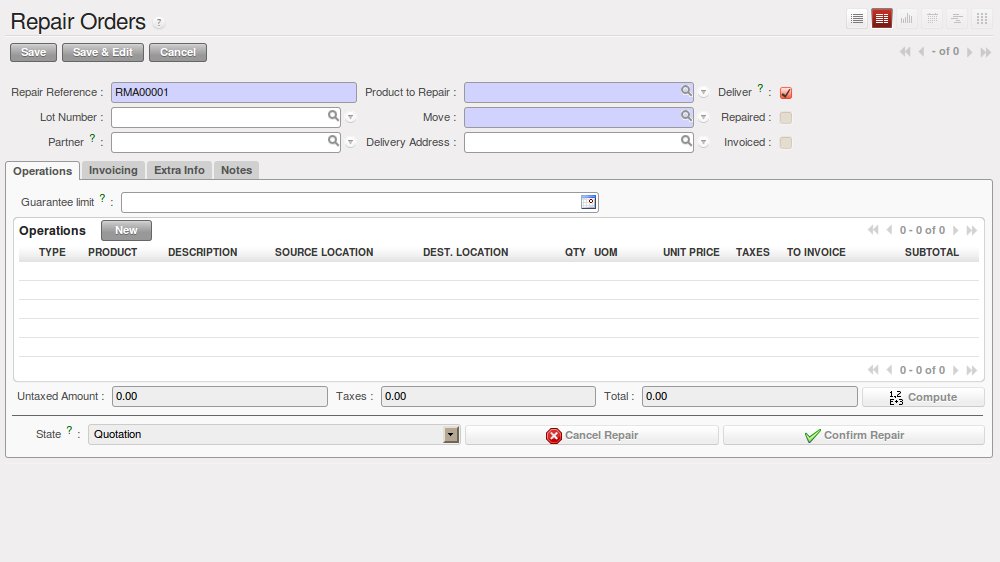 Repair Orders ?
Save Save & Edit Cancel - of 0
Repair Reference : RMA00001 Product to Repair : Deliver ? :
Lot Number : Move : Repaired :
Partner ? : Delivery Address : Invoiced :
Operations Invoicing Extra Info Notes
Guarantee limit ? :
Operations New 0 - 0 of 0
TYPE PRODUCT DESCRIPTION SOURCE LOCATION DEST. LOCATION QTY UOM UNIT PRICE TAXES TO INVOICE SUBTOTAL
0 - 0 of 0
Untaxed Amount : 0.00 Taxes : 0.00 Total : 0.00 1,2 E+3 Compute
State ? : Quotation Cancel Repair Confirm Repair